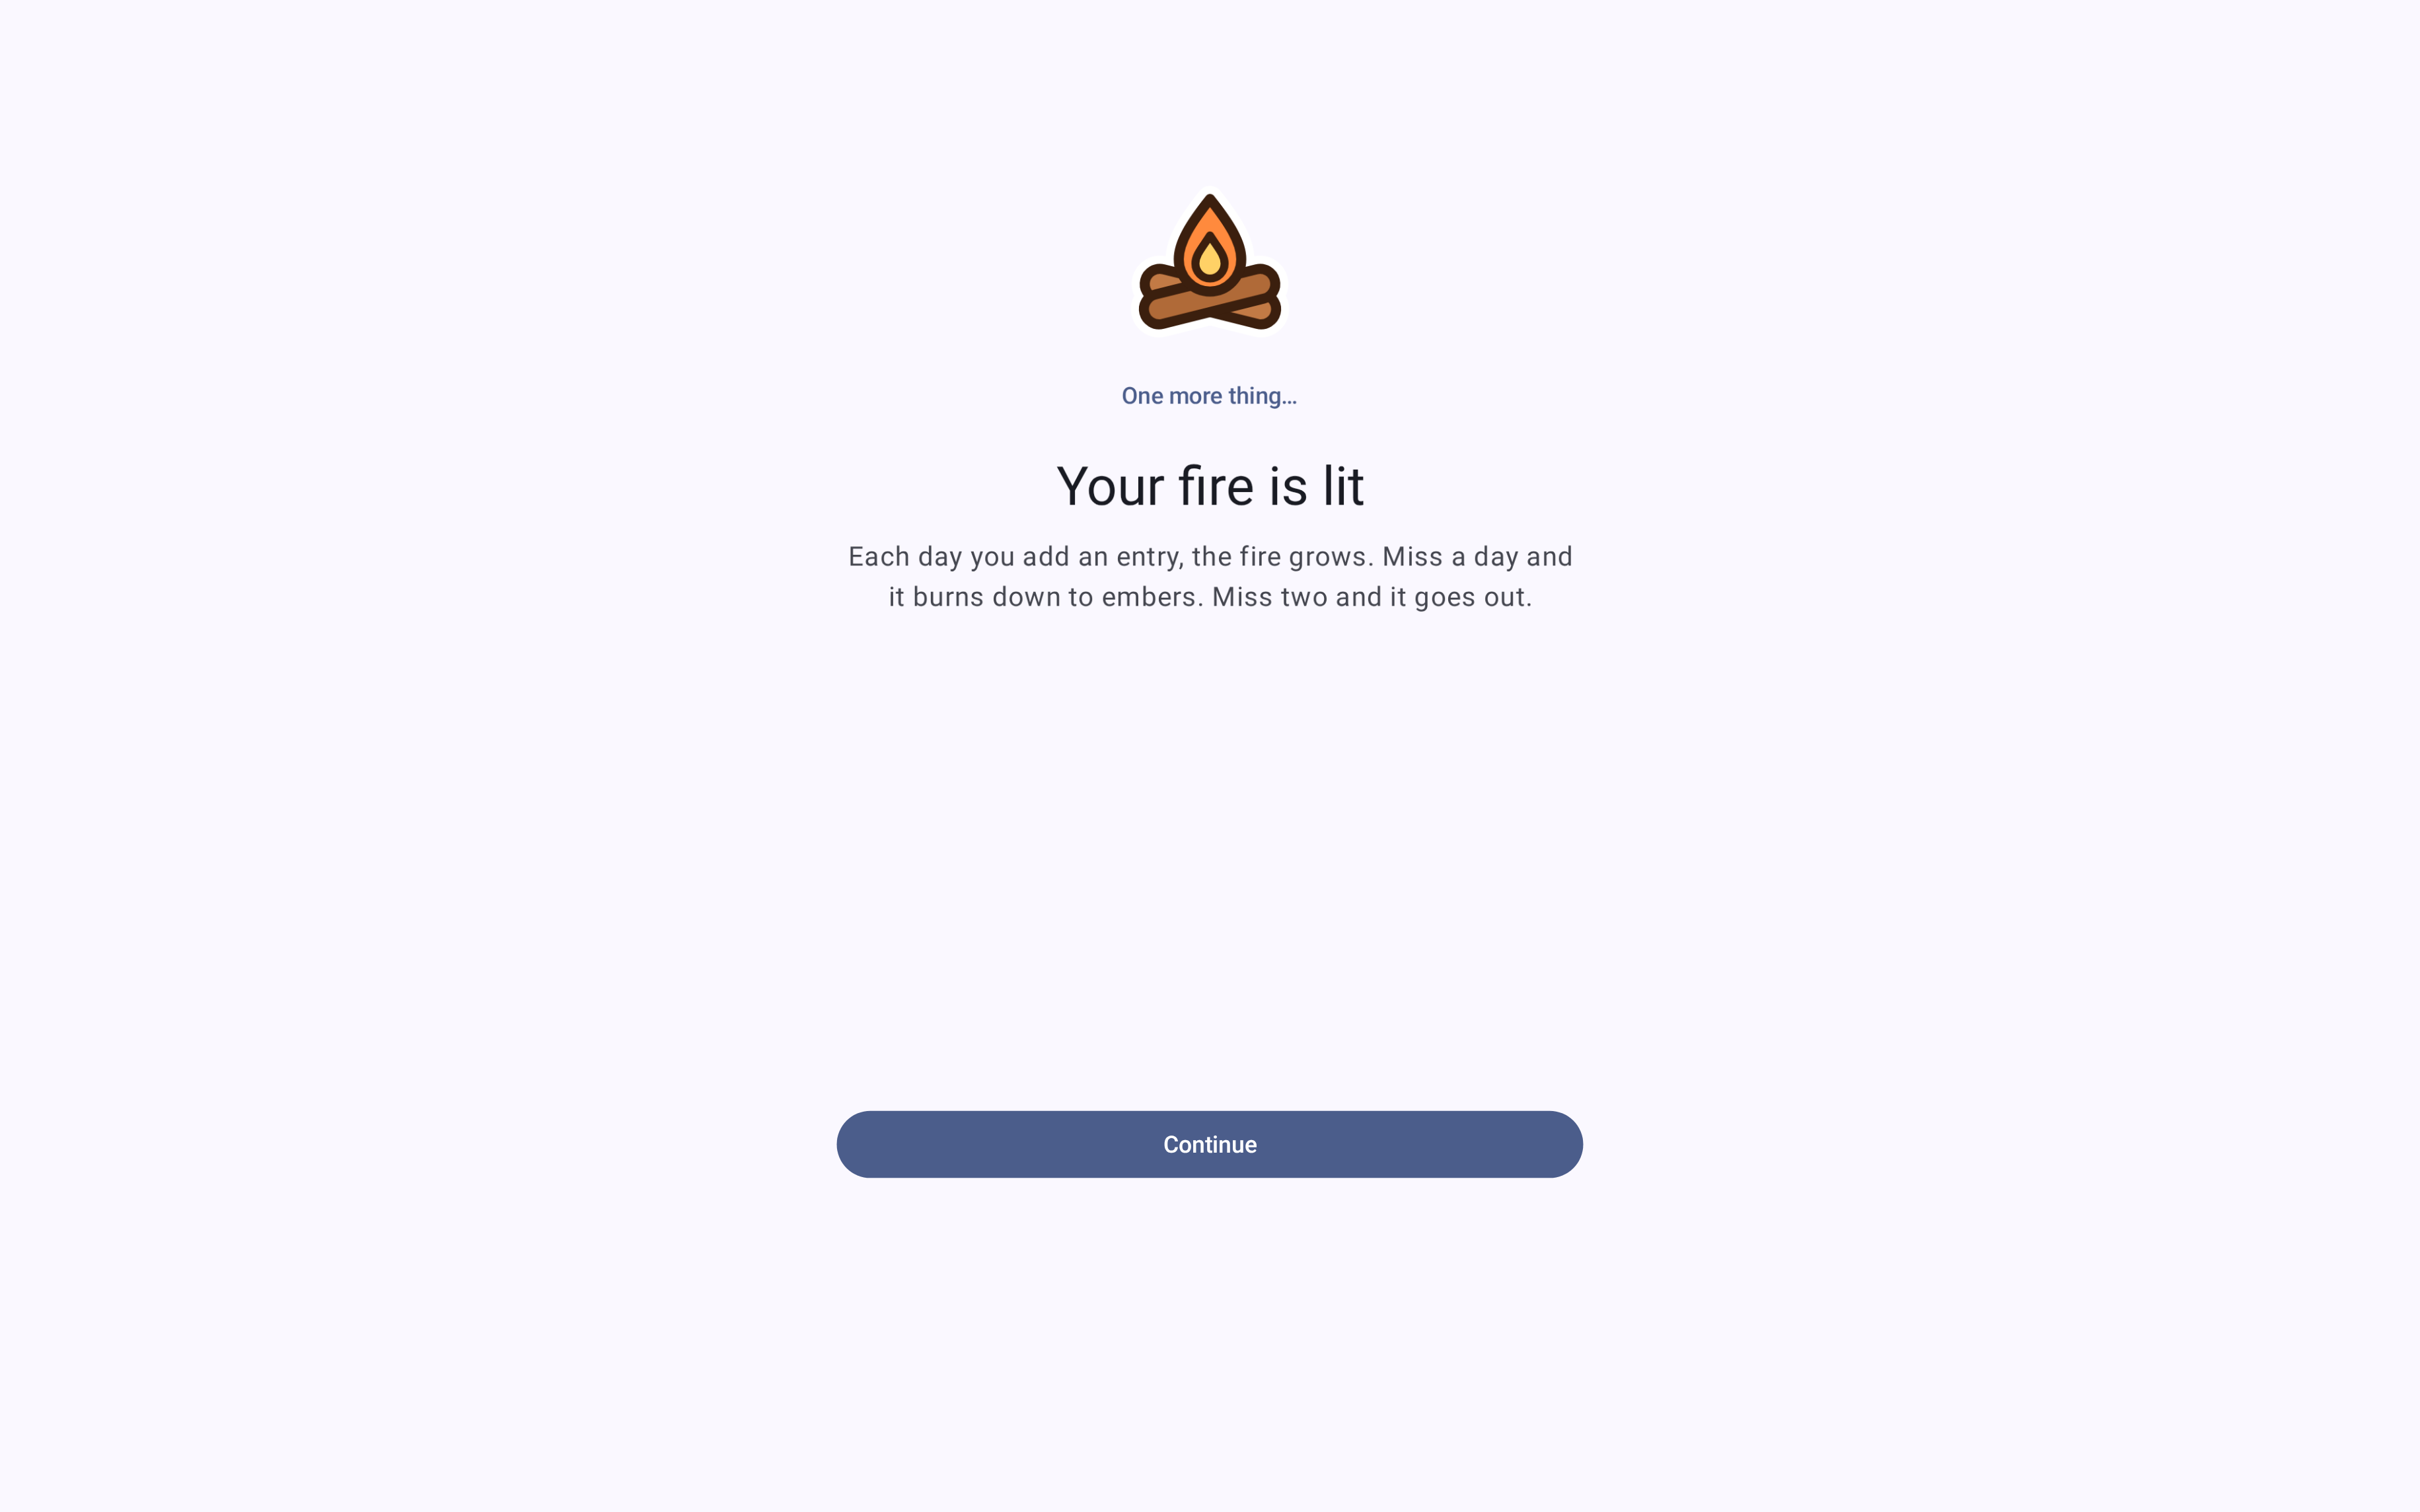 One more thing…
Your fire is lit
Each day you add an entry, the fire grows. Miss a day and
it burns down to embers. Miss two and it goes out.
Continue